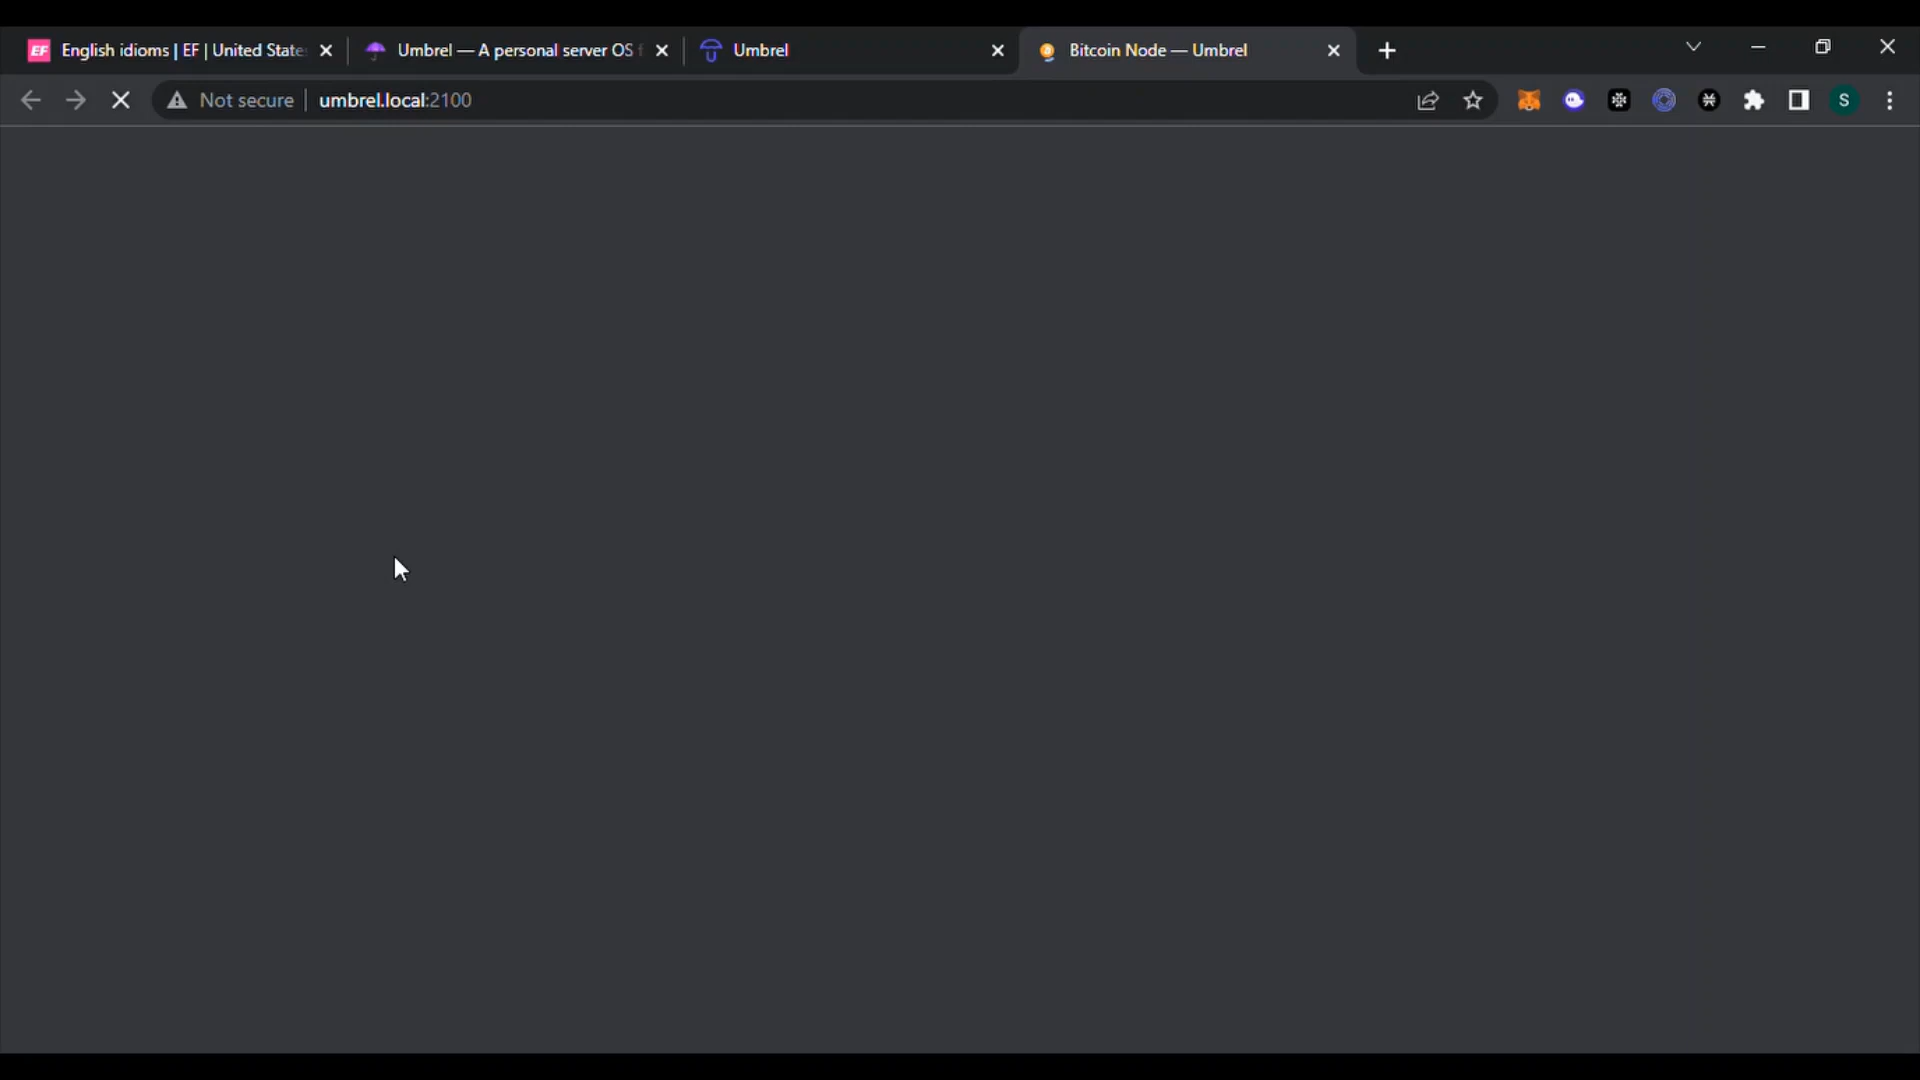 EF English idioms | EF | United State
Umbrel — A personal server OS f
Umbrel
Bitcoin Node — Umbrel
Not secure
umbrel.local:2100
S